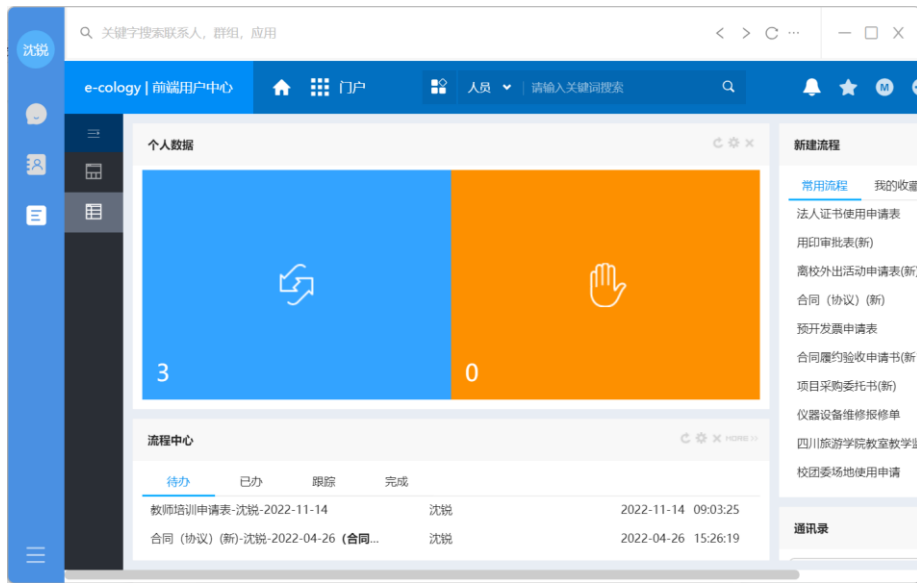 关键字搜索联系人，群组，应用
沈锐
e-cology | 前端用户中心
门户
人员
请输入关键词搜索
M
个人数据
3
0
新建流程
常用流程 我的收藏
法人证书使用申请表
用印审批表(新)
离校外出活动申请表(新)
合同（协议）(新)
预开发票申请表
合同履约验收申请书(新
项目采购委托书(新)
仪器设备维修报修单
四川旅游学院教室教学监
校团委场地使用申请
流程中心
HOME >>
待办 已办 跟踪 完成
教师培训申请表-沈锐-2022-11-14 沈锐 2022-11-14 09:03:25
合同（协议）(新)-沈锐-2022-04-26 (合同... 沈锐 2022-04-26 15:26:19
通讯录